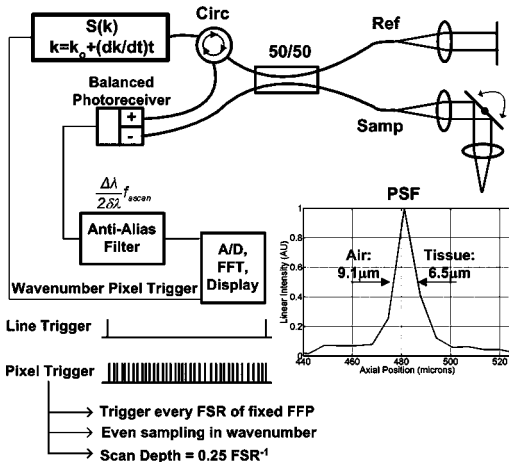 S(k)
k=k₀+(dk/dt)t
Circ
50/50
Ref
Samp
Balanced
Photoreceiver
+
-
Δλ/2δλ f_ascan
Anti-Alias
Filter
A/D,
FFT,
Display
Wavenumber Pixel Trigger
Line Trigger
Pixel Trigger
Trigger every FSR of fixed FFP
Even sampling in wavenumber
Scan Depth = 0.25 FSR⁻¹
PSF
Air:
9.1μm
Tissue:
6.5μm
Linear Intensity (AU)
1
0.8
0.6
0.4
0.2
0
440
460
480
500
520
Axial Position (microns)